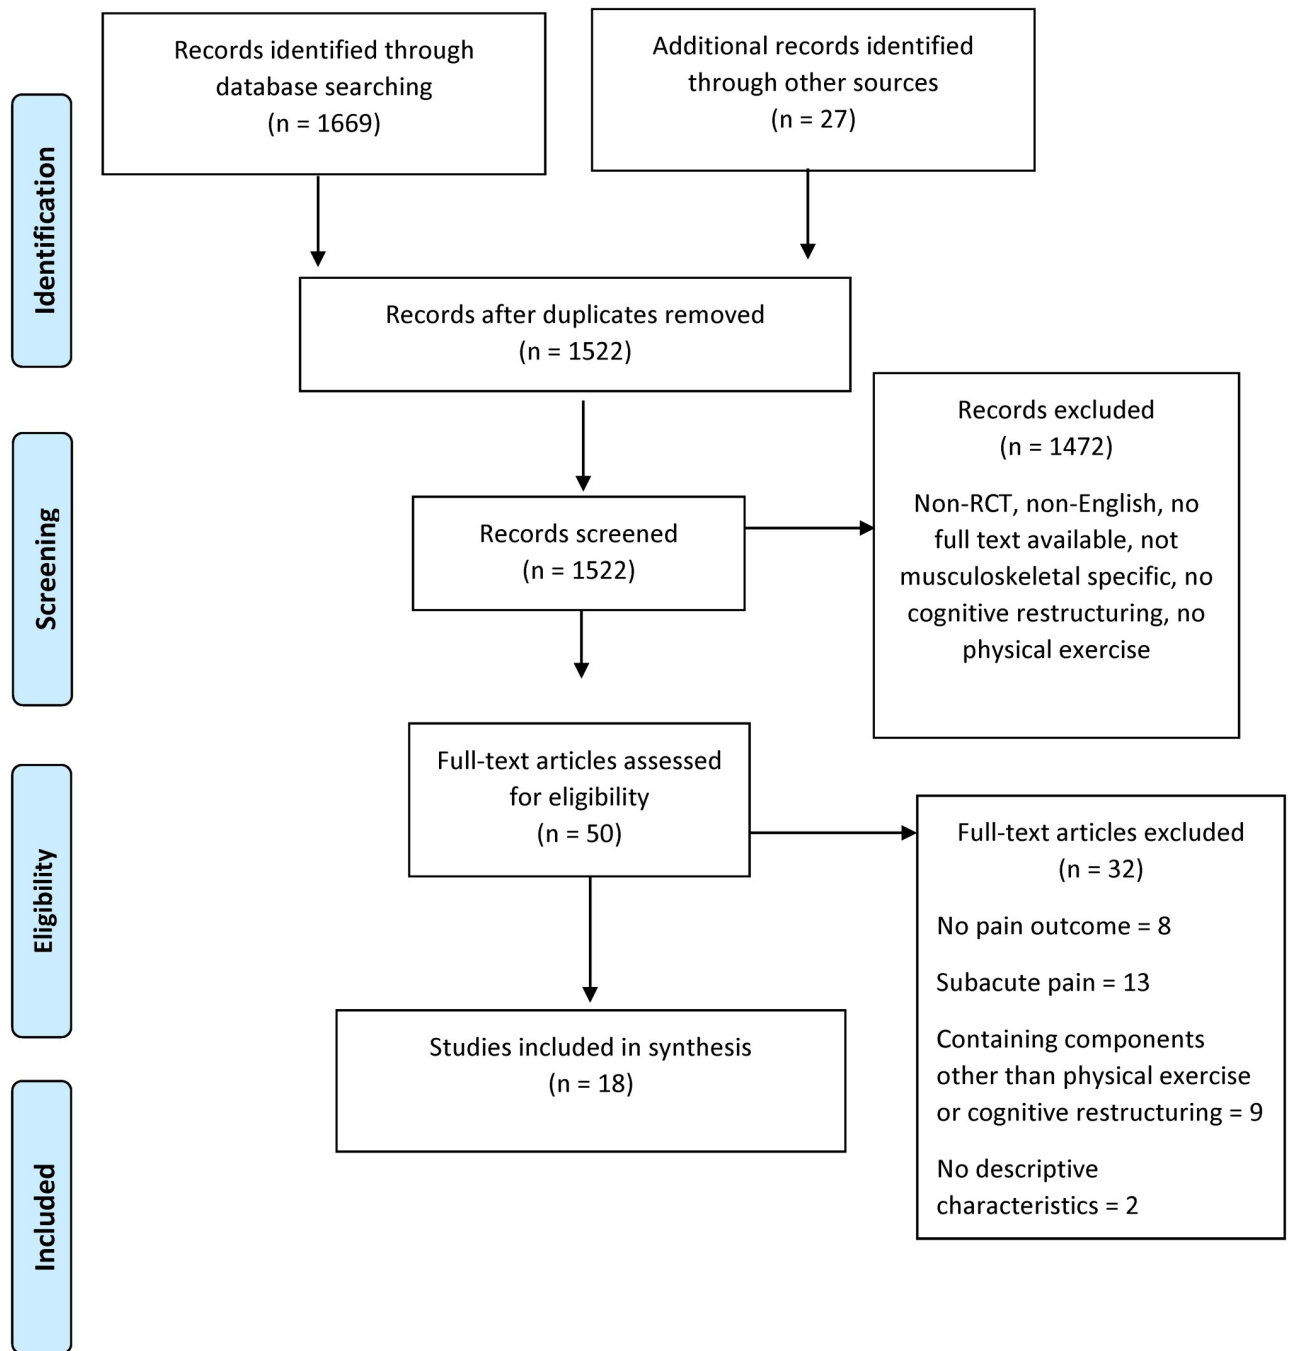 Identification
Records identified through
database searching
(n = 1669)
Additional records identified
through other sources
(n = 27)
Records after duplicates removed
(n = 1522)
Screening
Records screened
(n = 1522)
Records excluded
(n = 1472)
Non-RCT, non-English, no
full text available, not
musculoskeletal specific, no
cognitive restructuring, no
physical exercise
Eligibility
Full-text articles assessed
for eligibility
(n = 50)
Full-text articles excluded
(n = 32)
No pain outcome = 8
Subacute pain = 13
Containing components
other than physical exercise
or cognitive restructuring = 9
No descriptive
characteristics = 2
Included
Studies included in synthesis
(n = 18)